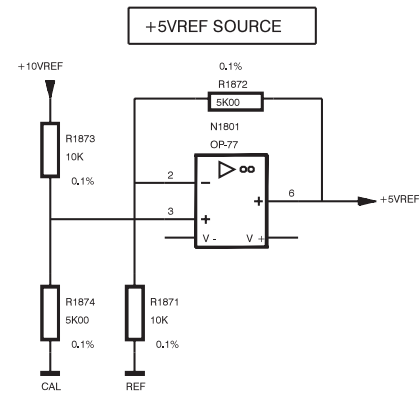 +5VREF SOURCE
+10VREF
0.1%
R1872
5K00
R1873
10K
0.1%
N1801
OP-77
2
−
3
+
+
6
+5VREF
V -
V +
R1874
5K00
0.1%
R1871
10K
0.1%
CAL
REF